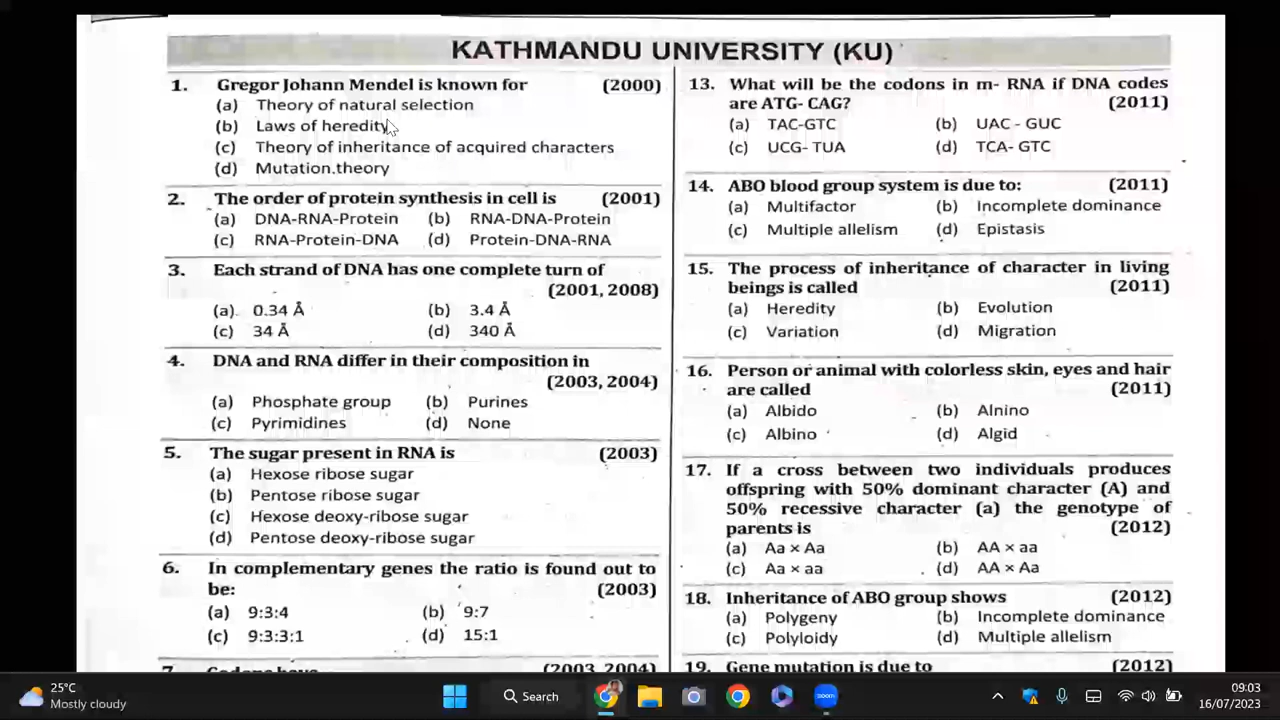 KATHMANDU UNIVERSITY (KU)
1. Gregor Johann Mendel is known for (2000)
(a) Theory of natural selection
(b) Laws of heredity
(c) Theory of inheritance of acquired characters
(d) Mutation.theory
2. The order of protein synthesis in cell is (2001)
(a) DNA-RNA-Protein (b) RNA-DNA-Protein
(c) RNA-Protein-DNA (d) Protein-DNA-RNA
3. Each strand of DNA has one complete turn of
(2001, 2008)
(a). 0.34 Å (b) 3.4 Å
(c) 34 Å (d) 340 Å
4. DNA and RNA differ in their composition in
(2003, 2004)
(a) Phosphate group (b) Purines
(c) Pyrimidines (d) None
5. The sugar present in RNA is (2003)
(a) Hexose ribose sugar
(b) Pentose ribose sugar
(c) Hexose deoxy-ribose sugar
(d) Pentose deoxy-ribose sugar
6. In complementary genes the ratio is found out to
be: (2003)
(a) 9:3:4 (b) 9:7
(c) 9:3:3:1 (d) 15:1
7. Codons have (2003, 2004)
13. What will be the codons in m- RNA if DNA codes
are ATG- CAG? (2011)
(a) TAC-GTC (b) UAC - GUC
(c) UCG- TUA (d) TCA- GTC
14. ABO blood group system is due to: (2011)
(a) Multifactor (b) Incomplete dominance
(c) Multiple allelism (d) Epistasis
15. The process of inheritance of character in living
beings is called (2011)
(a) Heredity (b) Evolution
(c) Variation (d) Migration
16. Person or animal with colorless skin, eyes and hair
are called (2011)
(a) Albido (b) Alnino
(c) Albino (d) Algid
17. If a cross between two individuals produces
offspring with 50% dominant character (A) and
50% recessive character (a) the genotype of
parents is (2012)
(a) Aa × Aa (b) AA × aa
(c) Aa × aa (d) AA × Aa
18. Inheritance of ABO group shows (2012)
(a) Polygeny (b) Incomplete dominance
(c) Polyloidy (d) Multiple allelism
19. Gene mutation is due to (2012)
25°C
Mostly cloudy
Search
zoom
09:03
16/07/2023